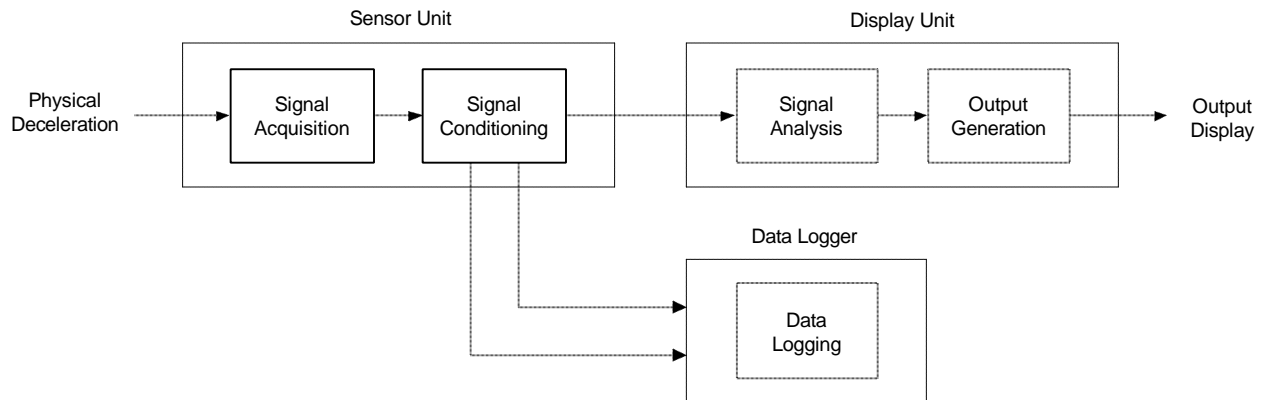 Sensor Unit
Display Unit
Physical
Deceleration
Signal
Acquisition
Signal
Conditioning
Signal
Analysis
Output
Generation
Output
Display
Data Logger
Data
Logging